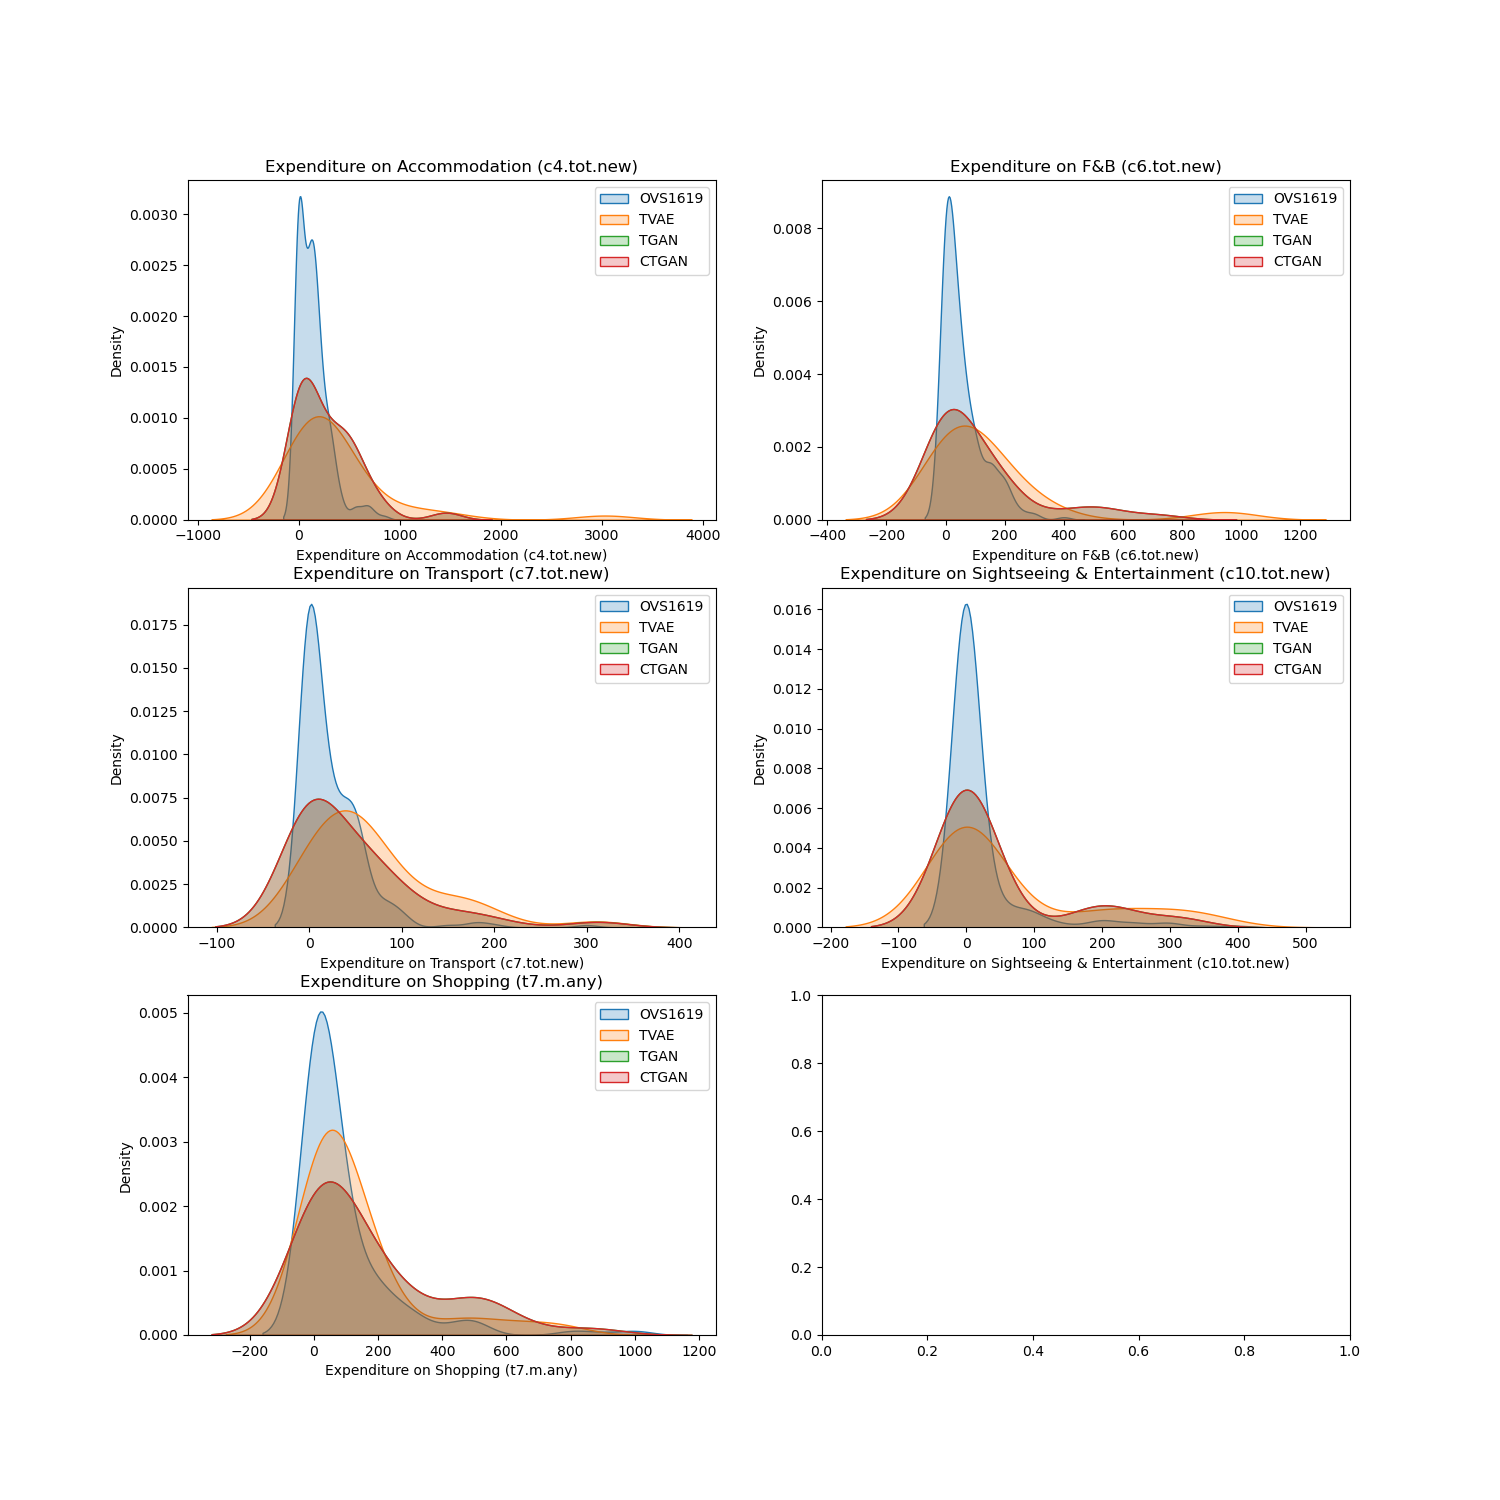 Expenditure on Accommodation (c4.tot.new)
Density
0.0030
0.0025
0.0020
0.0015
0.0010
0.0005
0.0000
OVS1619
TVAE
TGAN
CTGAN
−1000 0 1000 2000 3000 4000
Expenditure on Accommodation (c4.tot.new)
Expenditure on F&B (c6.tot.new)
Density
0.008
0.006
0.004
0.002
0.000
OVS1619
TVAE
TGAN
CTGAN
−400 −200 0 200 400 600 800 1000 1200
Expenditure on F&B (c6.tot.new)
Expenditure on Transport (c7.tot.new)
Density
0.0175
0.0150
0.0125
0.0100
0.0075
0.0050
0.0025
0.0000
OVS1619
TVAE
TGAN
CTGAN
−100 0 100 200 300 400
Expenditure on Transport (c7.tot.new)
Expenditure on Sightseeing & Entertainment (c10.tot.new)
Density
0.016
0.014
0.012
0.010
0.008
0.006
0.004
0.002
0.000
OVS1619
TVAE
TGAN
CTGAN
−200 −100 0 100 200 300 400 500
Expenditure on Sightseeing & Entertainment (c10.tot.new)
Expenditure on Shopping (t7.m.any)
Density
0.005
0.004
0.003
0.002
0.001
0.000
OVS1619
TVAE
TGAN
CTGAN
−200 0 200 400 600 800 1000 1200
Expenditure on Shopping (t7.m.any)
1.0
0.8
0.6
0.4
0.2
0.0
0.0 0.2 0.4 0.6 0.8 1.0